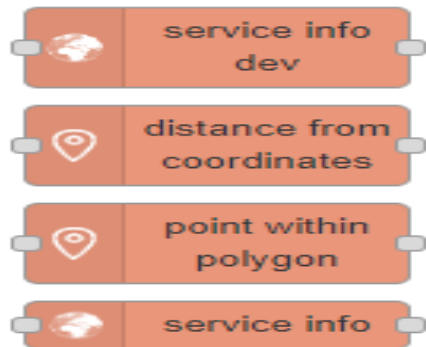 service info
dev
distance from
coordinates
point within
polygon
service info